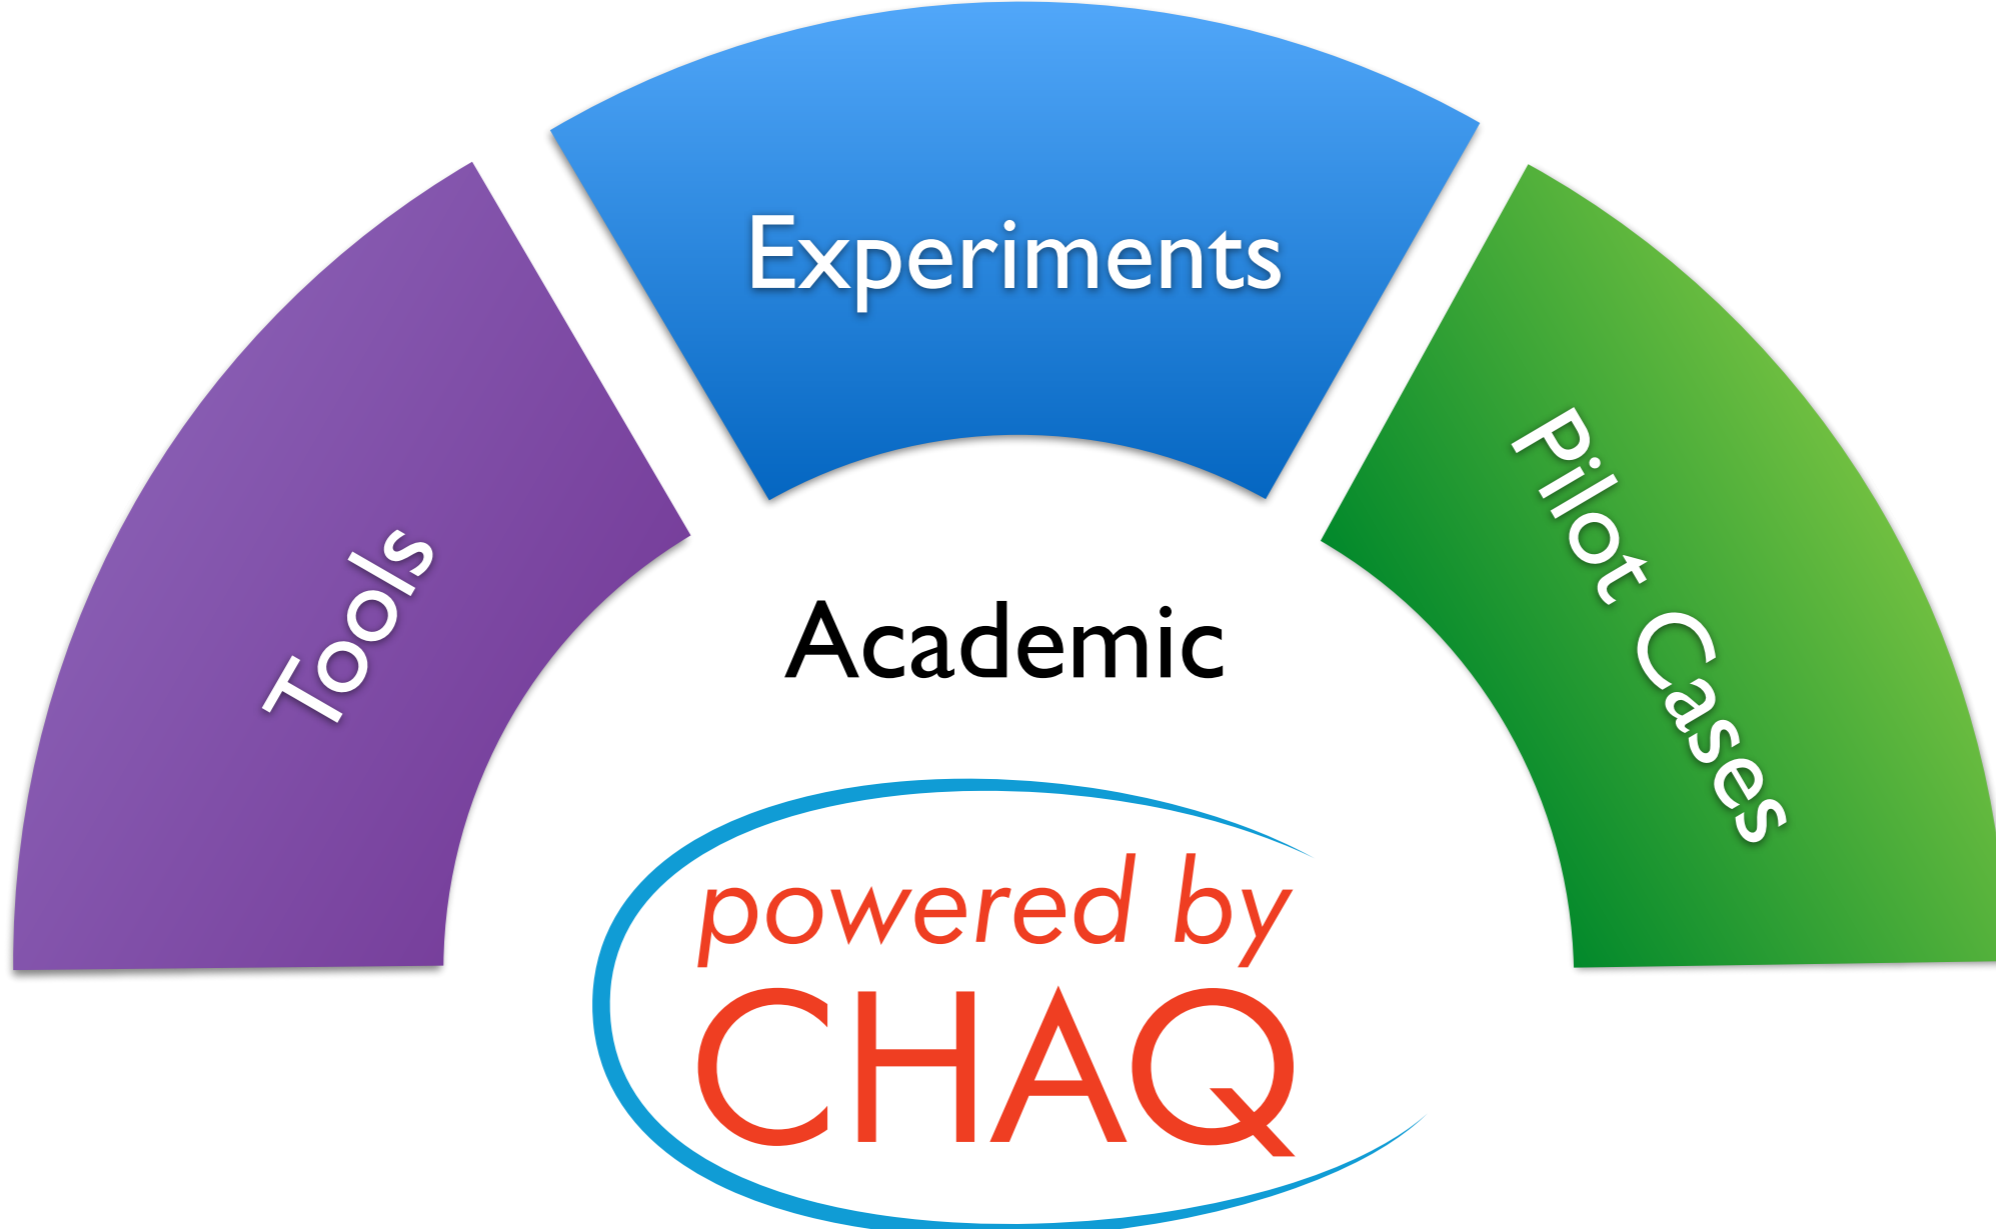 Tools
Experiments
Pilot Cases
Academic
powered by
CHAQ